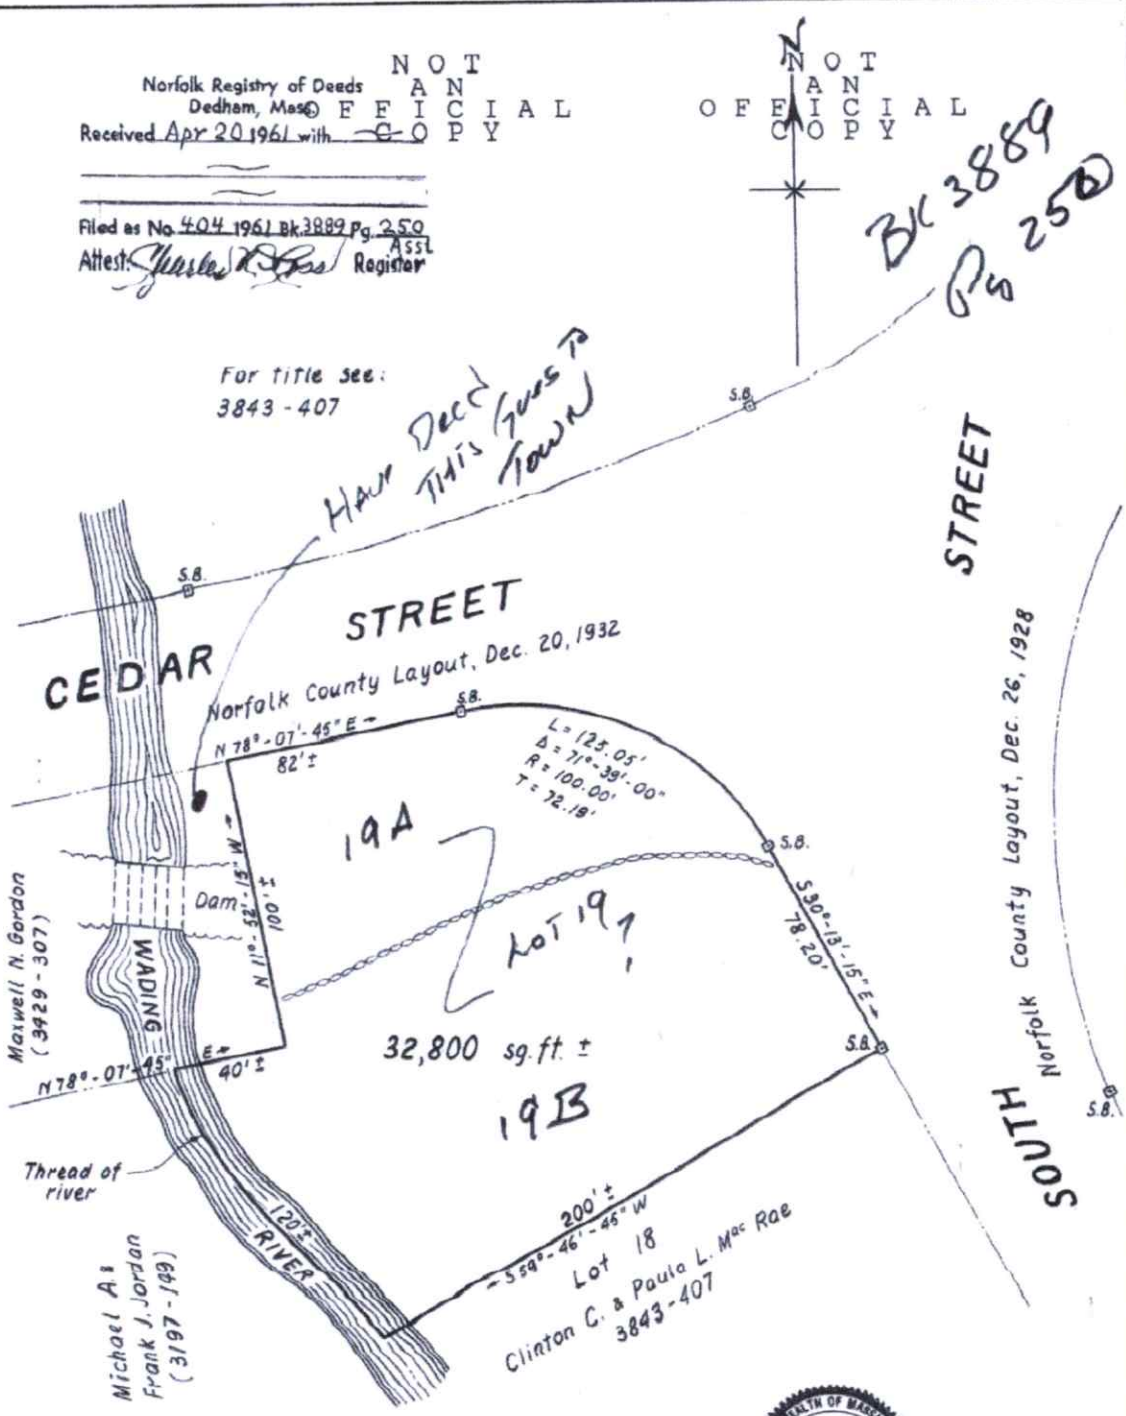 NOT
AN
OFFICIAL
COPY
NOT
AN
OFFICIAL
COPY
N
Norfolk Registry of Deeds
Dedham, Mass.
Received Apr 20 1961 with
Filed as No. 404 1961 Bk. 3889 Pg. 250
Asst
Attest: Register
BK 3889
PG 250
For title see:
3843-407
Have Deed
THIS Goes To
Town
S.B.
S.B.
CEDAR STREET
Norfolk County Layout, Dec. 20, 1932
S.B.
N 78°-07'-45" E
82'±
L = 125.05'
Δ = 71°-39'-00"
R = 100.00'
T = 72.19'
19A
S.B.
S 30°-13'-15" E
78.20'
S.B.
N 11°-52'-15" W
100'±
Dam
Lot 19?
32,800 sq.ft. ±
19B
Maxwell N. Gordon
(3429-307)
WADING RIVER
N 78°-07'-45" E
40'±
Thread of
river
120'±
200'±
S 59°-46'-45" W
Lot 18
Clinton C. & Paula L. MacRae
3843-407
Michael A. &
Frank J. Jordan
(3197-149)
SOUTH STREET
Norfolk County Layout, Dec. 26, 1928
S.B.